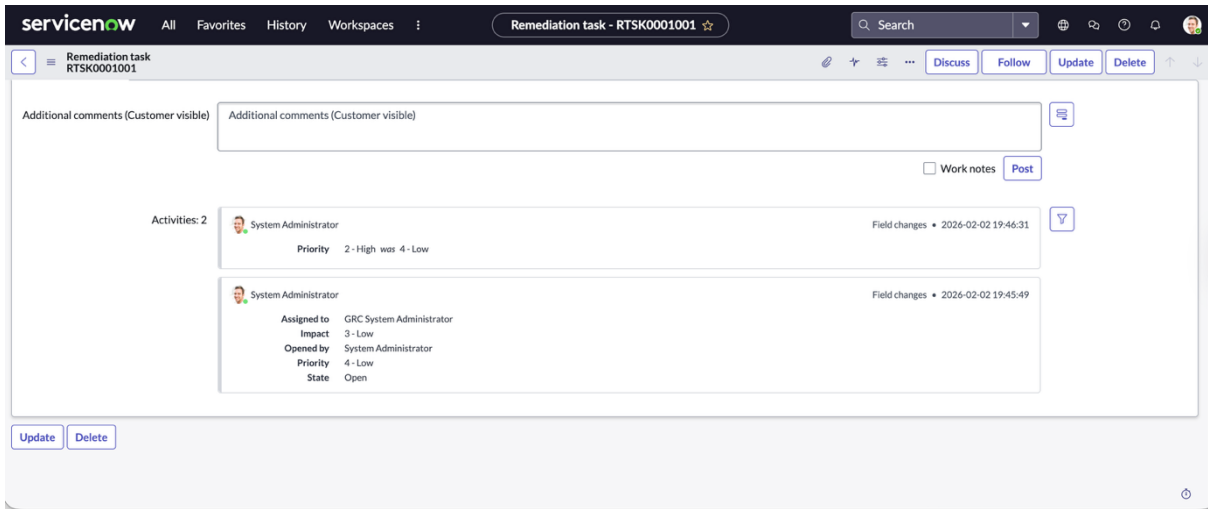 servicenow All Favorites History Workspaces Remediation task - RTSK0001001 Search
Remediation task
RTSK0001001
Discuss Follow Update Delete
Additional comments (Customer visible) Additional comments (Customer visible)
Work notes Post
Activities: 2
System Administrator Field changes • 2026-02-02 19:46:31
Priority 2 - High was 4 - Low
System Administrator Field changes • 2026-02-02 19:45:49
Assigned to GRC System Administrator
Impact 3 - Low
Opened by System Administrator
Priority 4 - Low
State Open
Update Delete